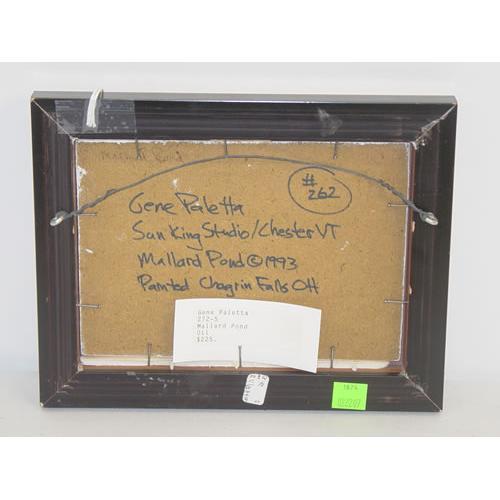 # 262
Gene Paletta
Sun King Studio/Chester VT
Mallard Pond © 1993
Painted Chagrin Falls OH
Gene Paletta
272-5
Mallard Pond
Oil
$225.
1874